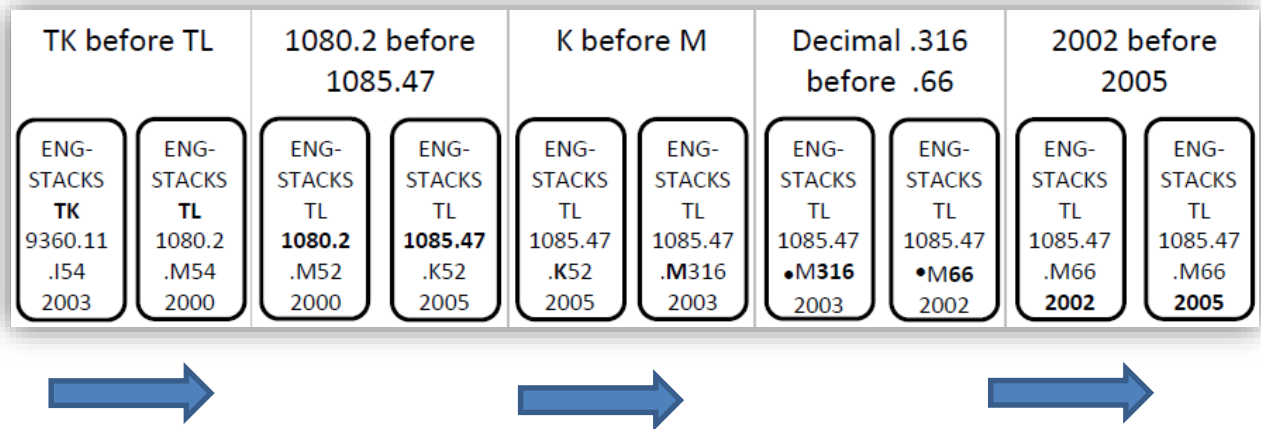 TK before TL
1080.2 before
1085.47
K before M
Decimal .316
before .66
2002 before
2005
ENG-
STACKS
TK
9360.11
.I54
2003
ENG-
STACKS
TL
1080.2
.M54
2000
ENG-
STACKS
TL
1080.2
.M52
2000
ENG-
STACKS
TL
1085.47
.K52
2005
ENG-
STACKS
TL
1085.47
.K52
2005
ENG-
STACKS
TL
1085.47
.M316
2003
ENG-
STACKS
TL
1085.47
•M316
2003
ENG-
STACKS
TL
1085.47
•M66
2002
ENG-
STACKS
TL
1085.47
.M66
2002
ENG-
STACKS
TL
1085.47
.M66
2005